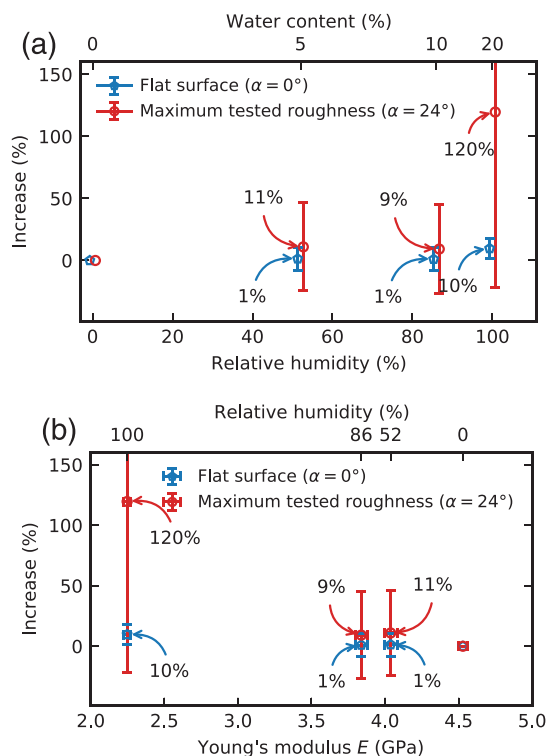 Water content (%)
(a)
0 5 10 20
150
100
50
0
Increase (%)
Flat surface (α = 0°)
Maximum tested roughness (α = 24°)
120%
11%
9%
1%
1%
10%
0 20 40 60 80 100
Relative humidity (%)
Relative humidity (%)
(b)
100 86 52 0
150
100
50
0
Increase (%)
Flat surface (α = 0°)
Maximum tested roughness (α = 24°)
120%
9%
11%
10%
1%
1%
2.0 2.5 3.0 3.5 4.0 4.5 5.0
Young's modulus E (GPa)